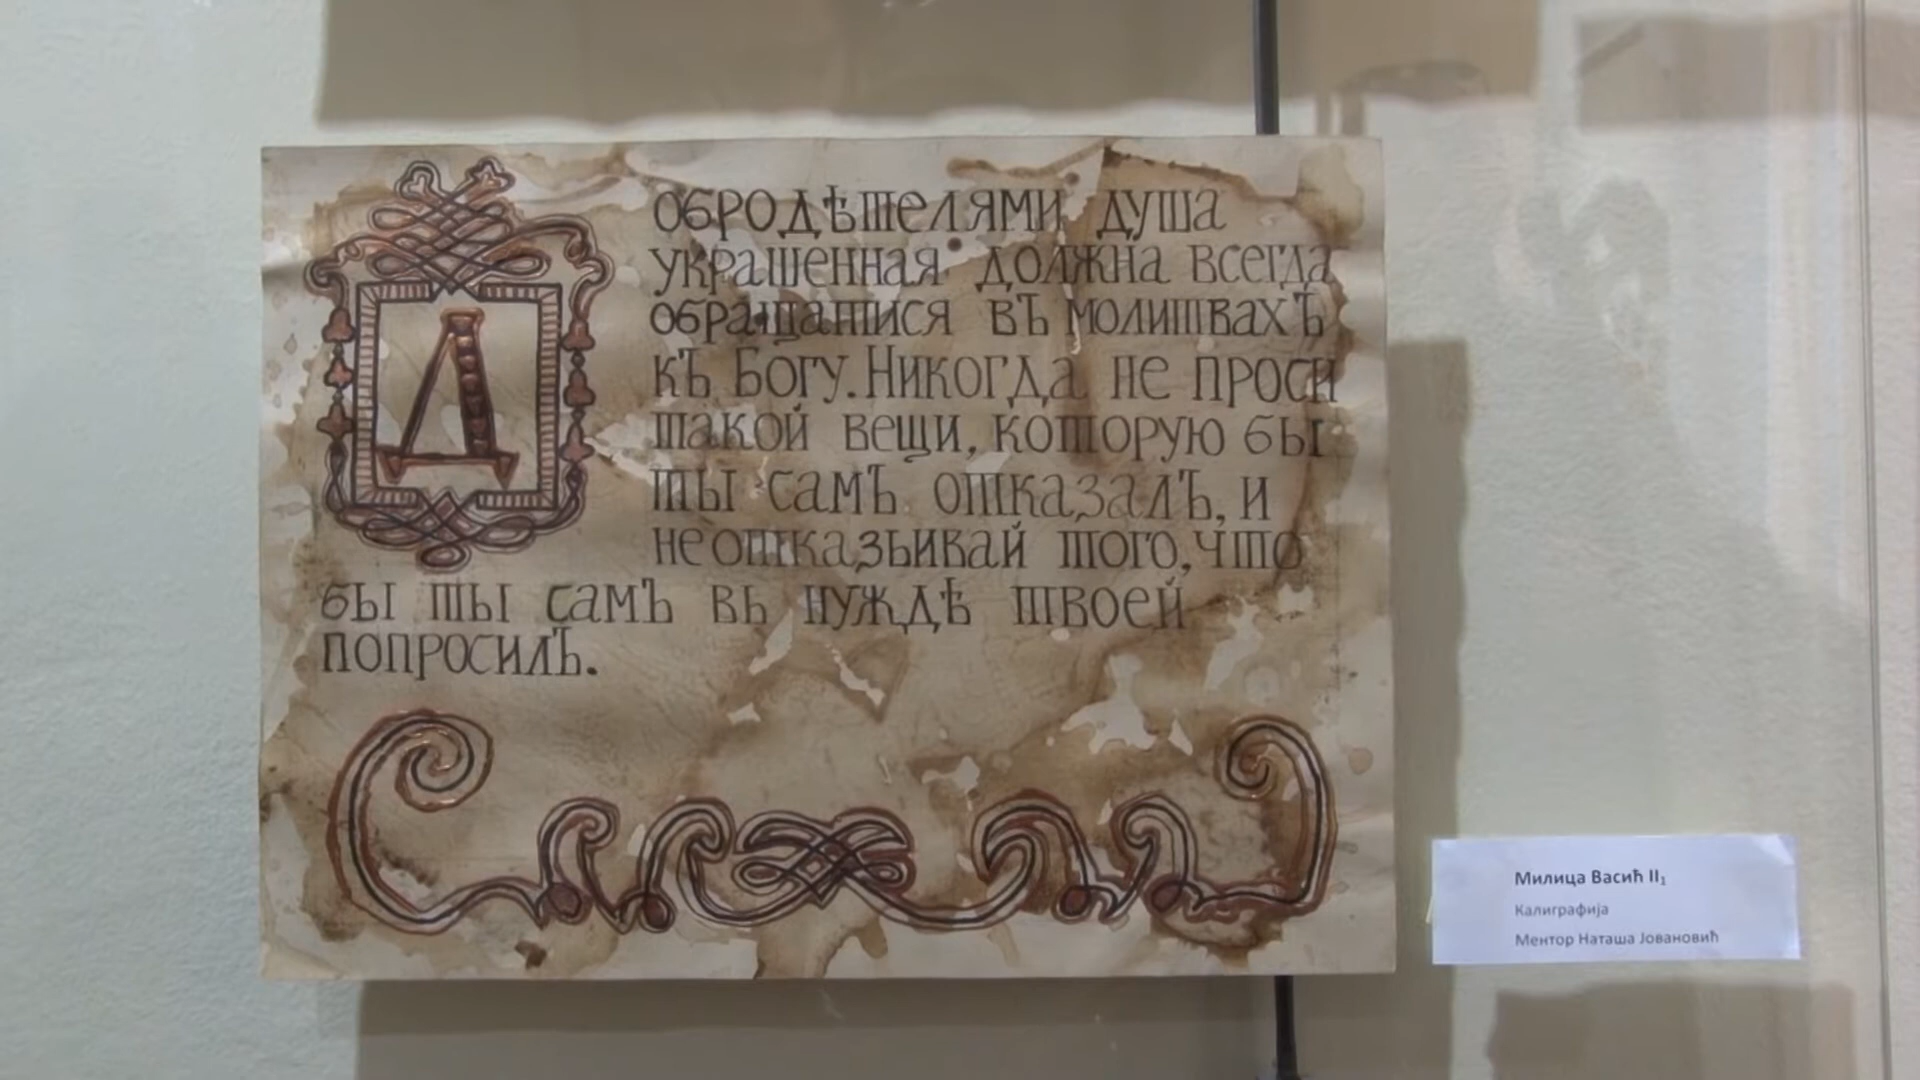 Д
обродѣтелями душа
украшенная должна всегда
обращатися въ молитвахъ
къ Богу. Никогда не проси
такой вещи, которую бы
ты самъ отказалъ, и
не отказывай того, что
бы ты самъ вь нуждѣ твоей
попросилъ.
Милица Васић II₁
Калиграфија
Ментор Наташа Јовановић